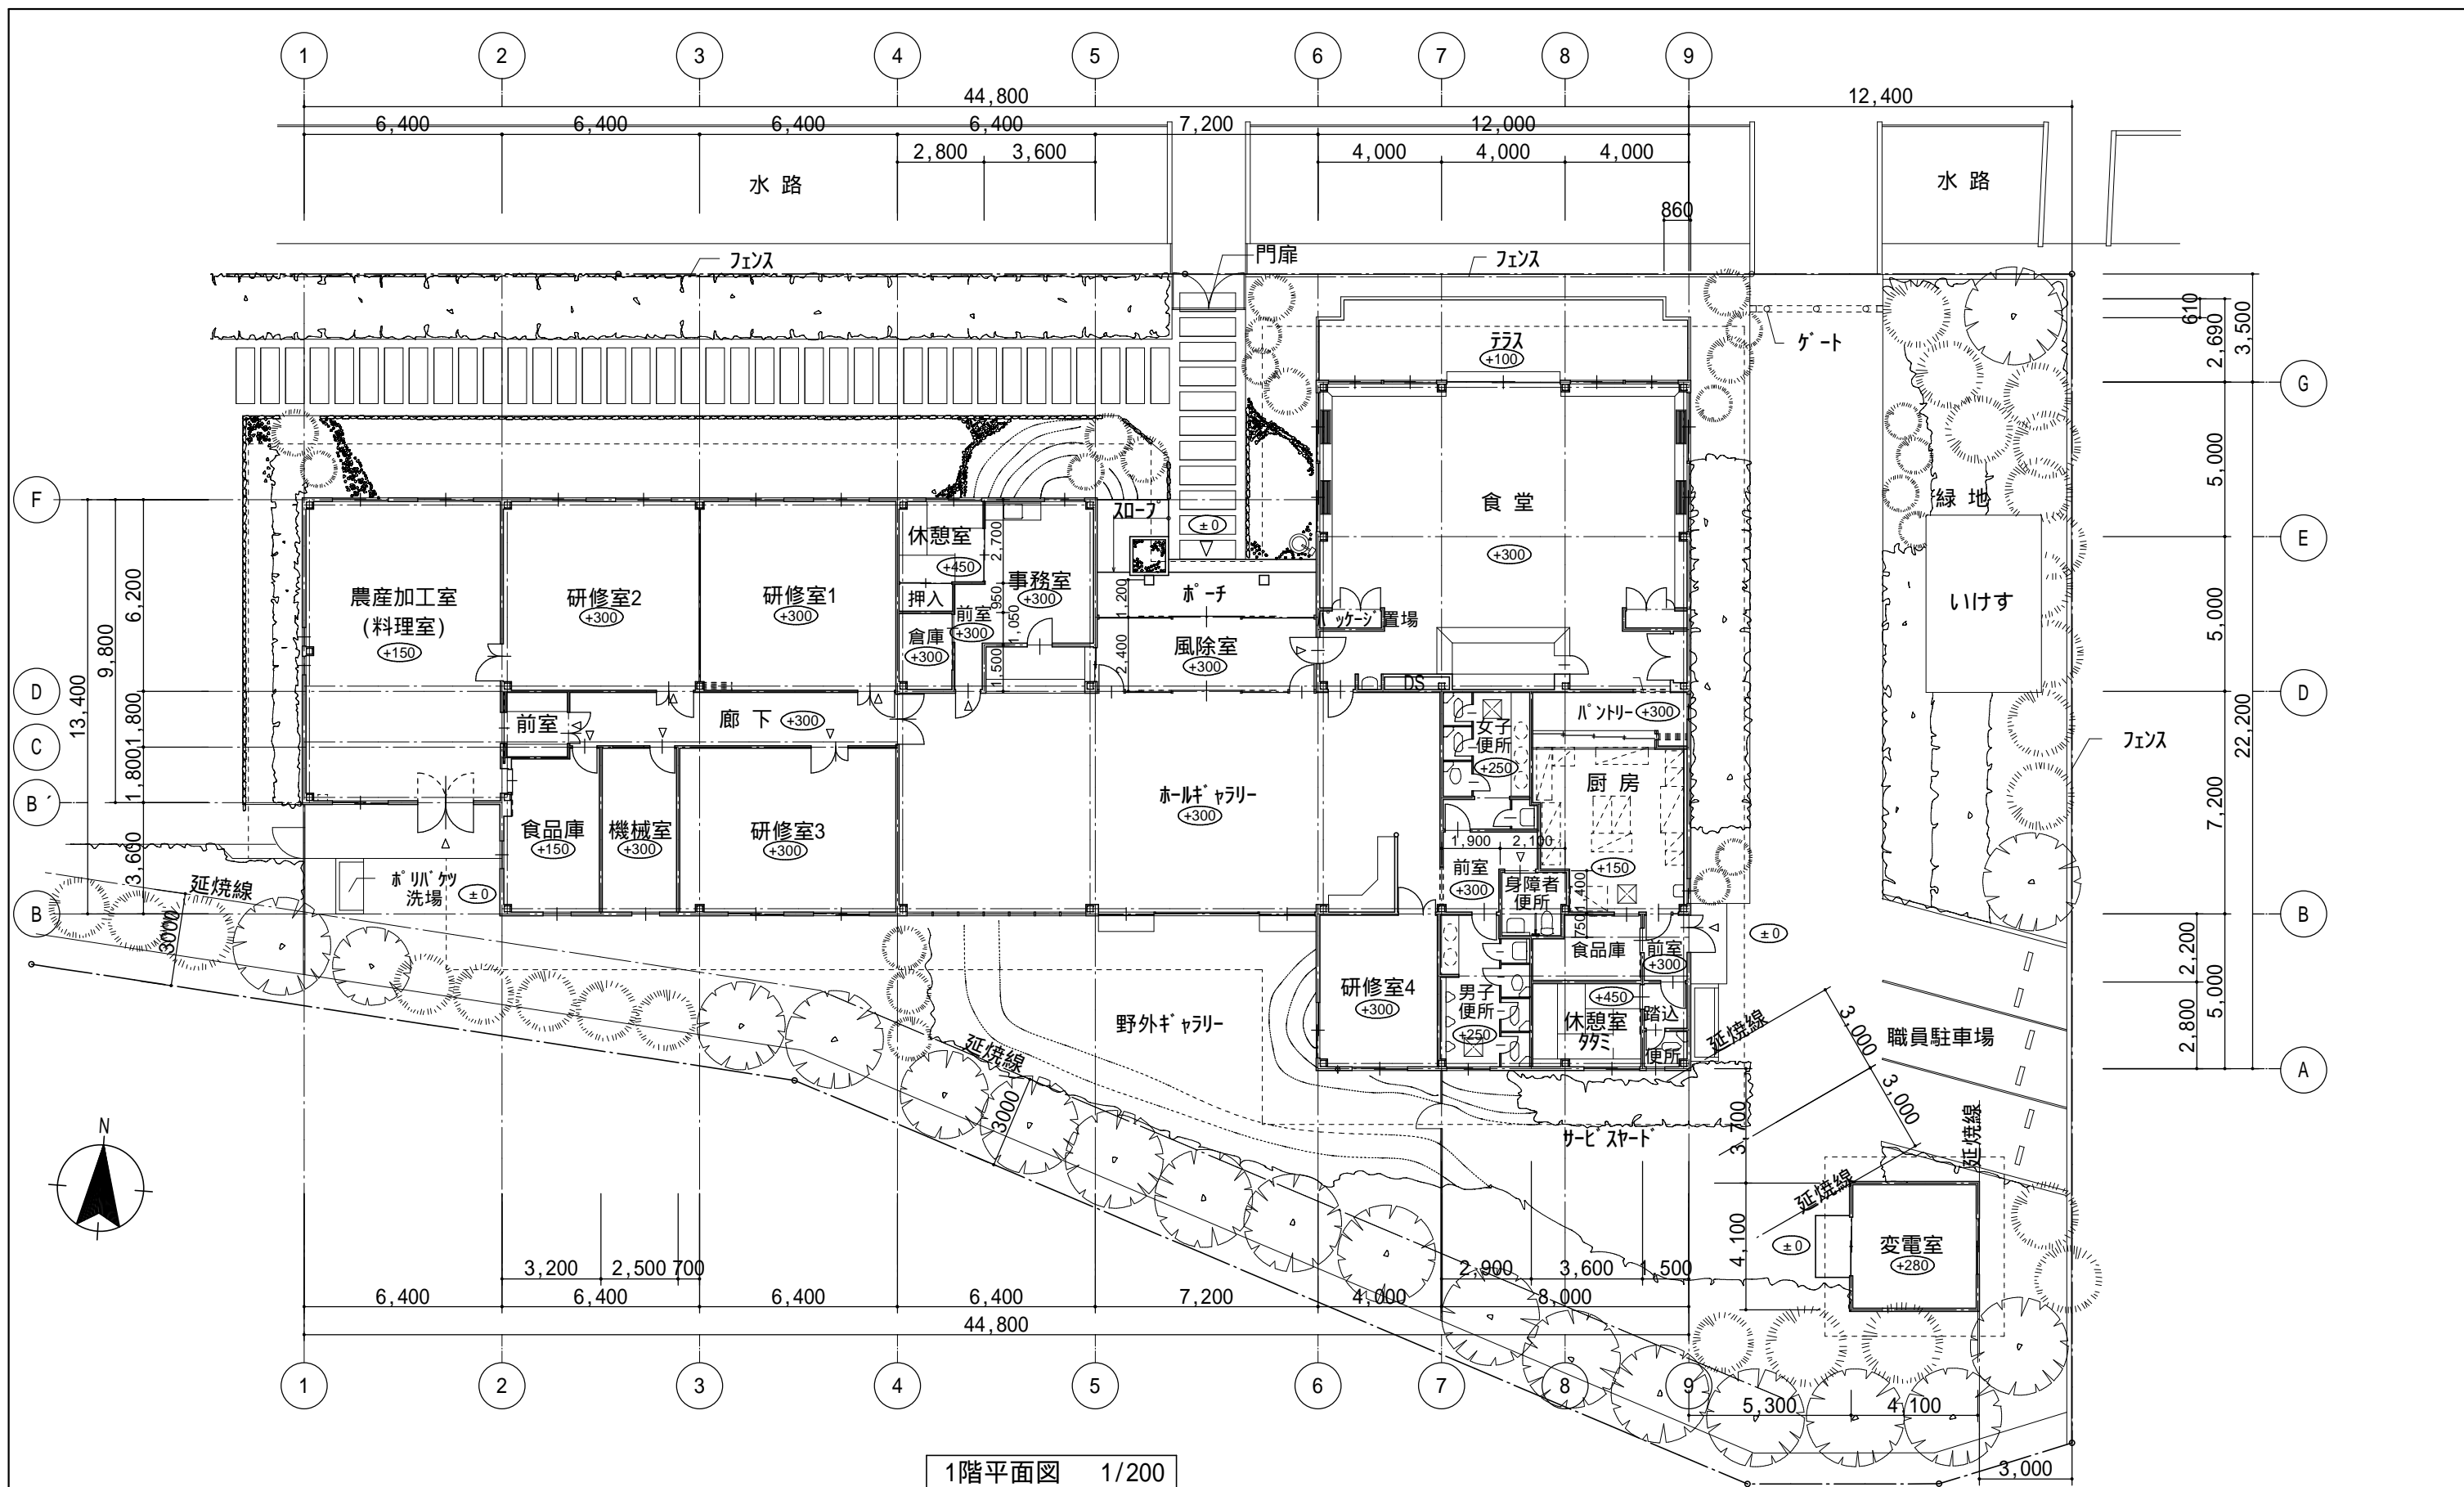 1 2 3 4 5 6 7 8 9
44,800 12,400
6,400 6,400 6,400 6,400 7,200 12,000
2,800 3,600 4,000 4,000 4,000
水 路 水 路
860
フェンス 門扉 フェンス
610
2,690
3,500
テラス
+100
ゲート
G
5,000
F
スロープ
±0
食 堂
+300
緑 地
E
休憩室
+450
2,700
農産加工室
(料理室)
+150
研修室2
+300
研修室1
+300
押入
前室
+300
950
1,050
事務室
+300
1,200
ポーチ
いけす
5,000
6,200
9,800
13,400
倉庫
+300
1,500
2,400
風除室
+300
パッケージ置場
DS
D D
1,800
前室
廊 下 +300
女子
便所
+250
パントリー +300
フェンス
22,200
C
1,800
厨 房
+150
ホールギャラリー
+300
7,200
B´
食品庫
+150
機械室
+300
研修室3
+300
1,900 2,100
前室
+300
身障者
便所
1,400
750
3,600
延焼線
ポリバケツ
洗場
±0
B B
3000
±0
食品庫
前室
+300
2,200
5,000
2,800
研修室4
+300
男子
便所
+250
+450
休憩室
タタミ
踏込
便所
野外ギャラリー
延焼線
延焼線
3,000
職員駐車場
A
3000
3,000
3,700
サービスヤード
延焼線
延焼線
N
4,100
±0
変電室
+280
3,200 2,500 700 2,900 3,600 1,500
6,400 6,400 6,400 6,400 7,200 4,000 8,000
44,800
1 2 3 4 5 6 7 8 9
5,300 4,100
3,000
1階平面図 1/200